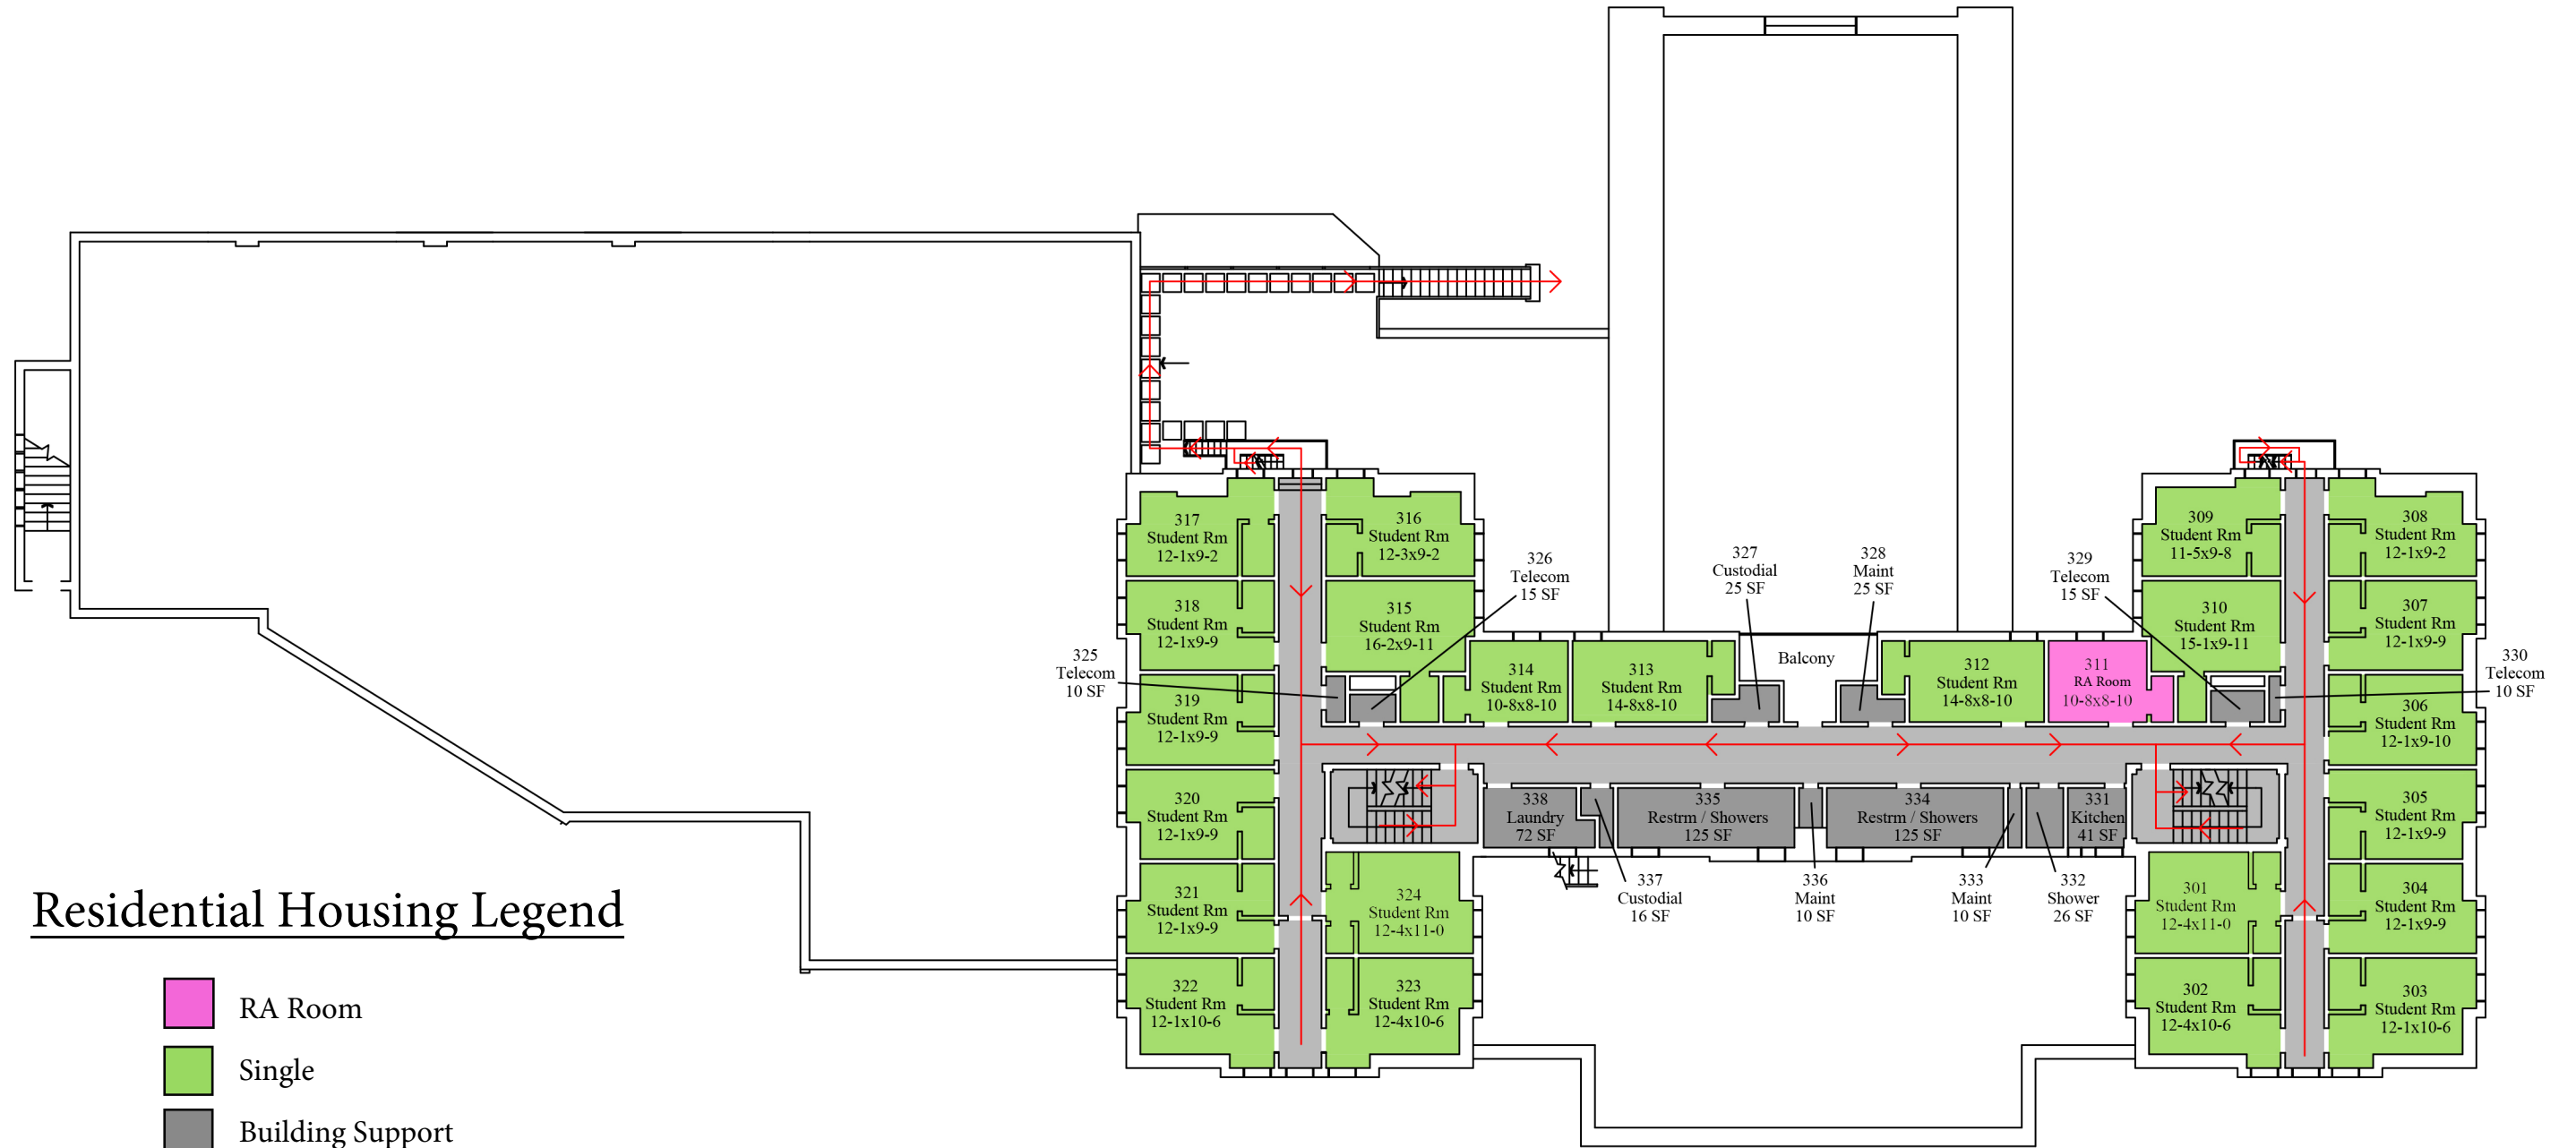 317
Student Rm
12-1x9-2
316
Student Rm
12-3x9-2
309
Student Rm
11-5x9-8
308
Student Rm
12-1x9-2
326
Telecom
15 SF
327
Custodial
25 SF
328
Maint
25 SF
329
Telecom
15 SF
318
Student Rm
12-1x9-9
315
Student Rm
16-2x9-11
310
Student Rm
15-1x9-11
307
Student Rm
12-1x9-9
325
Telecom
10 SF
Balcony
330
Telecom
10 SF
319
Student Rm
12-1x9-9
314
Student Rm
10-8x8-10
313
Student Rm
14-8x8-10
312
Student Rm
14-8x8-10
311
RA Room
10-8x8-10
306
Student Rm
12-1x9-10
320
Student Rm
12-1x9-9
338
Laundry
72 SF
335
Restrm / Showers
125 SF
334
Restrm / Showers
125 SF
331
Kitchen
41 SF
305
Student Rm
12-1x9-9
321
Student Rm
12-1x9-9
324
Student Rm
12-4x11-0
337
Custodial
16 SF
336
Maint
10 SF
333
Maint
10 SF
332
Shower
26 SF
301
Student Rm
12-4x11-0
304
Student Rm
12-1x9-9
322
Student Rm
12-1x10-6
323
Student Rm
12-4x10-6
302
Student Rm
12-4x10-6
303
Student Rm
12-1x10-6
Residential Housing Legend
RA Room
Single
Building Support